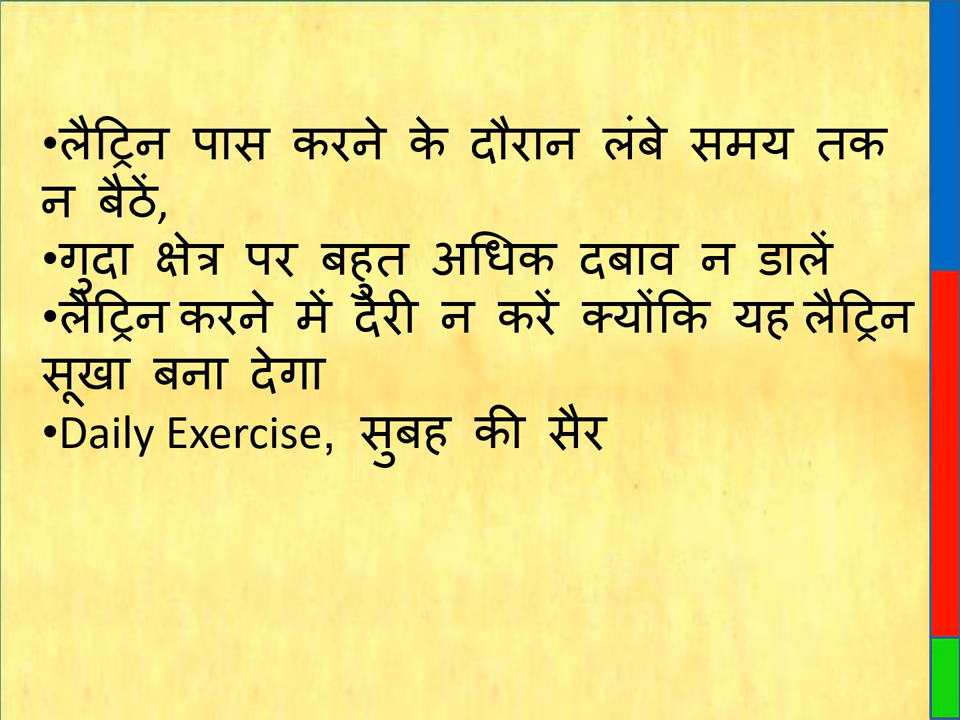 •लैट्रिन पास करने के दौरान लंबे समय तक
न बैठें,
•गुदा क्षेत्र पर बहुत अधिक दबाव न डालें
•लैट्रिन करने में दैरी न करें क्योंकि यह लैट्रिन
सूखा बना देगा
•Daily Exercise, सुबह की सैर